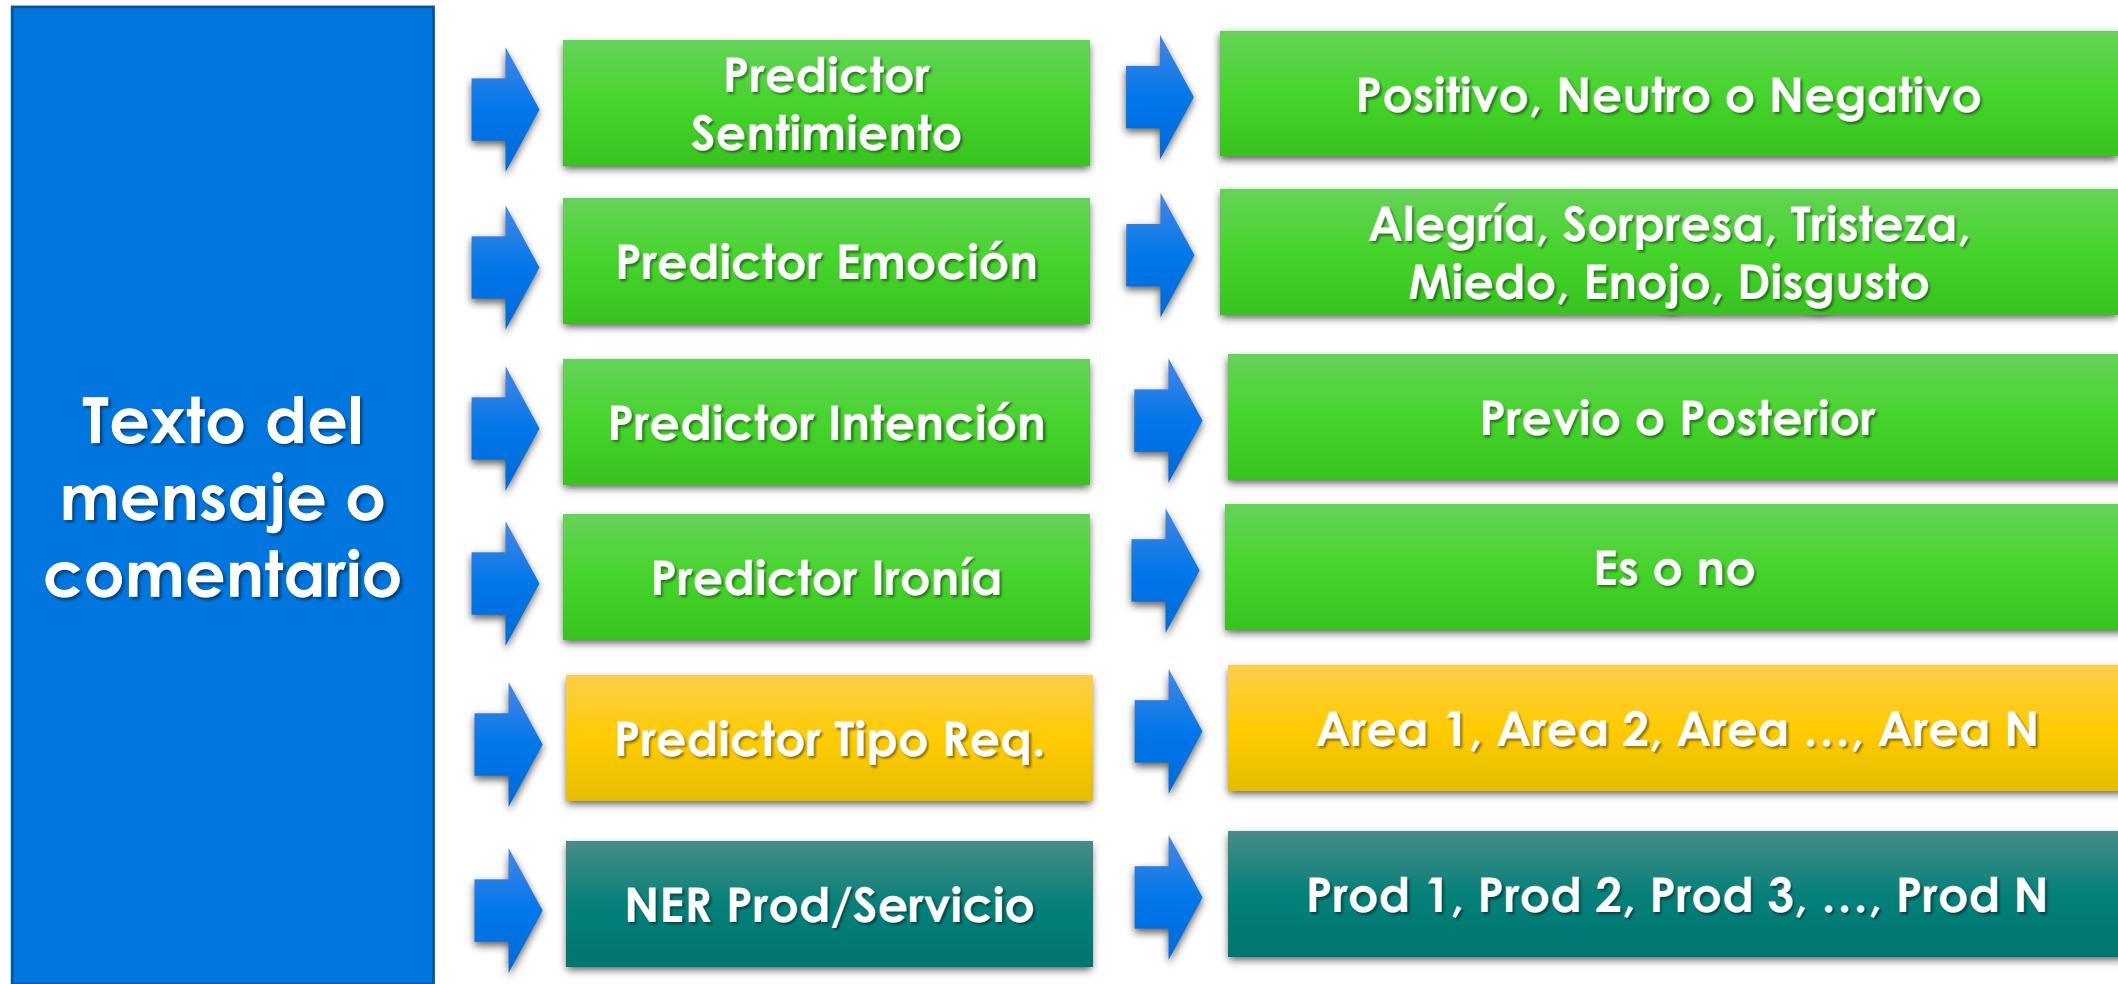 Texto del
mensaje o
comentario
Predictor
Sentimiento
Positivo, Neutro o Negativo
Predictor Emoción
Alegría, Sorpresa, Tristeza,
Miedo, Enojo, Disgusto
Predictor Intención
Previo o Posterior
Predictor Ironía
Es o no
Predictor Tipo Req.
Area 1, Area 2, Area …, Area N
NER Prod/Servicio
Prod 1, Prod 2, Prod 3, …, Prod N